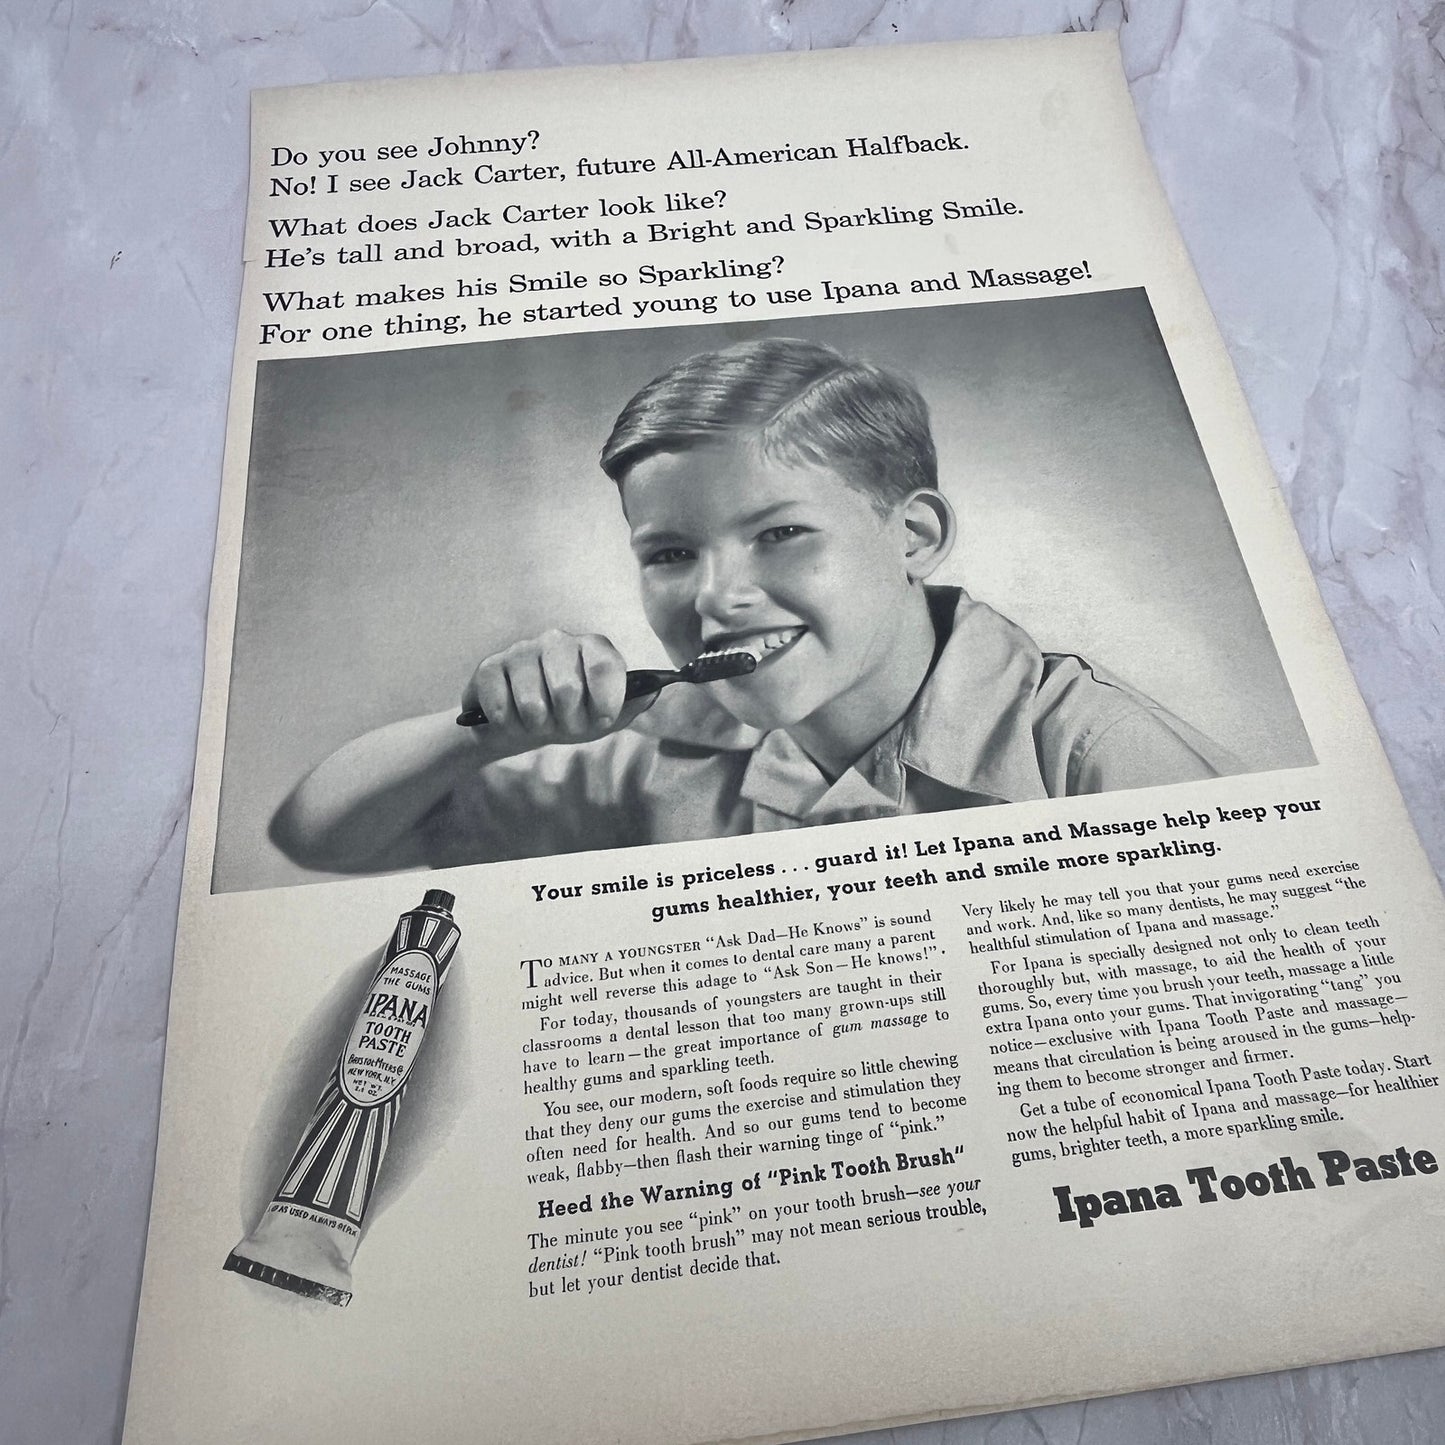 Do you see Johnny?
No! I see Jack Carter, future All-American Halfback.
What does Jack Carter look like?
He's tall and broad, with a Bright and Sparkling Smile.
What makes his Smile so Sparkling?
For one thing, he started young to use Ipana and Massage!
Your smile is priceless...guard it! Let Ipana and Massage help keep your
gums healthier, your teeth and smile more sparkling.
MASSAGE
THE GUMS
IPANA
TOOTH
PASTE
BRISTOL-MYERS Co
NEW YORK, N.Y.
NET WT.
UP AS USED ALWAYS
TO MANY A YOUNGSTER "Ask Dad—He Knows" is sound
advice. But when it comes to dental care many a parent
might well reverse this adage to "Ask Son—He knows!".
For today, thousands of youngsters are taught in their
classrooms a dental lesson that too many grown-ups still
have to learn—the great importance of gum massage to
healthy gums and sparkling teeth.
You see, our modern, soft foods require so little chewing
that they deny our gums the exercise and stimulation they
often need for health. And so our gums tend to become
weak, flabby—then flash their warning tinge of "pink."
Heed the Warning of "Pink Tooth Brush"
The minute you see "pink" on your tooth brush—see your
dentist! "Pink tooth brush" may not mean serious trouble,
but let your dentist decide that.
Very likely he may tell you that your gums need exercise
and work. And, like so many dentists, he may suggest "the
healthful stimulation of Ipana and massage."
For Ipana is specially designed not only to clean teeth
thoroughly but, with massage, to aid the health of your
gums. So, every time you brush your teeth, massage a little
extra Ipana onto your gums. That invigorating "tang" you
notice—exclusive with Ipana Tooth Paste and massage—
means that circulation is being aroused in the gums—help-
ing them to become stronger and firmer.
Get a tube of economical Ipana Tooth Paste today. Start
now the helpful habit of Ipana and massage—for healthier
gums, brighter teeth, a more sparkling smile.
Ipana Tooth Paste